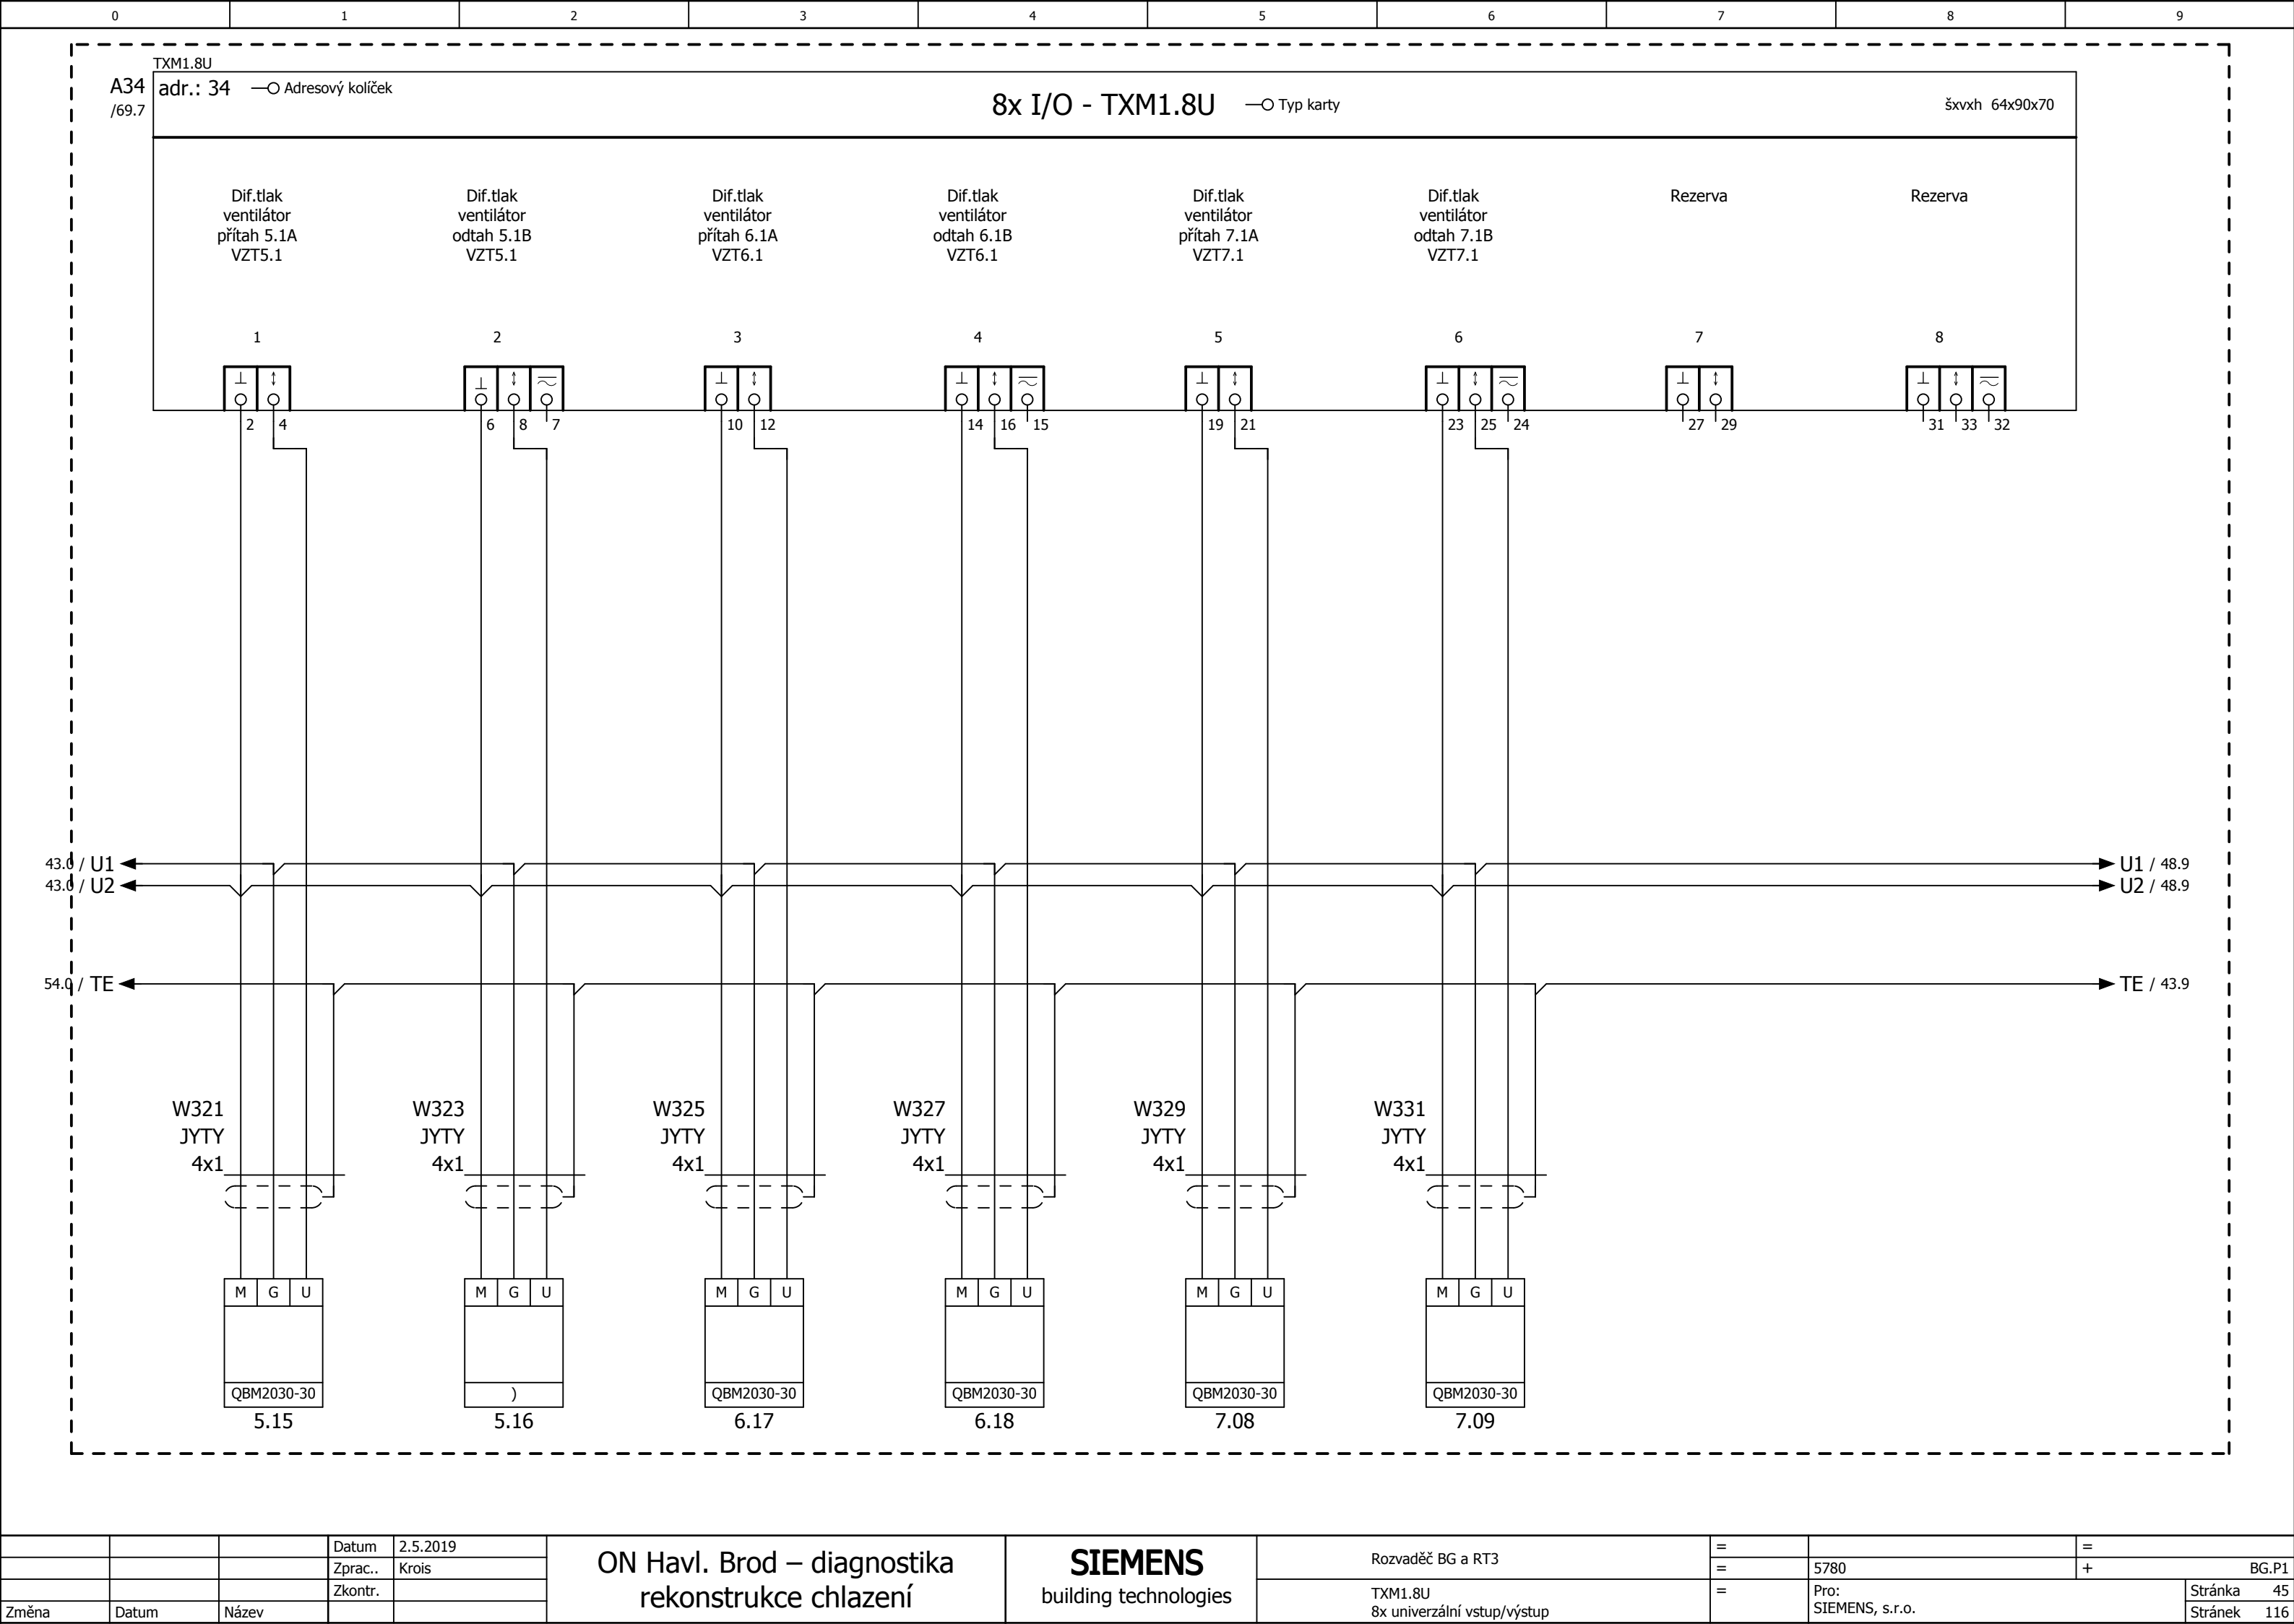 0 1 2 3 4 5 6 7 8 9
TXM1.8U
A34
/69.7
adr.: 34
Adresový kolíček
8x I/O - TXM1.8U
Typ karty
šxvxh 64x90x70
Dif.tlak
ventilátor
přítah 5.1A
VZT5.1
Dif.tlak
ventilátor
odtah 5.1B
VZT5.1
Dif.tlak
ventilátor
přítah 6.1A
VZT6.1
Dif.tlak
ventilátor
odtah 6.1B
VZT6.1
Dif.tlak
ventilátor
přítah 7.1A
VZT7.1
Dif.tlak
ventilátor
odtah 7.1B
VZT7.1
Rezerva
Rezerva
1 2 3 4 5 6 7 8
2 4 6 8 7 10 12 14 16 15 19 21 23 25 24 27 29 31 33 32
43.0 / U1
U1 / 48.9
43.0 / U2
U2 / 48.9
54.0 / TE
TE / 43.9
W321
JYTY
4x1
W323
JYTY
4x1
W325
JYTY
4x1
W327
JYTY
4x1
W329
JYTY
4x1
W331
JYTY
4x1
M G U
QBM2030-30
5.15
M G U
)
5.16
M G U
QBM2030-30
6.17
M G U
QBM2030-30
6.18
M G U
QBM2030-30
7.08
M G U
QBM2030-30
7.09
Datum 2.5.2019
Zprac.. Krois
Zkontr.
Změna Datum Název
ON Havl. Brod – diagnostika
rekonstrukce chlazení
SIEMENS
building technologies
Rozvaděč BG a RT3
TXM1.8U
8x univerzální vstup/výstup
= =
= 5780 + BG.P1
= Pro:
SIEMENS, s.r.o.
Stránka 45
Stránek 116